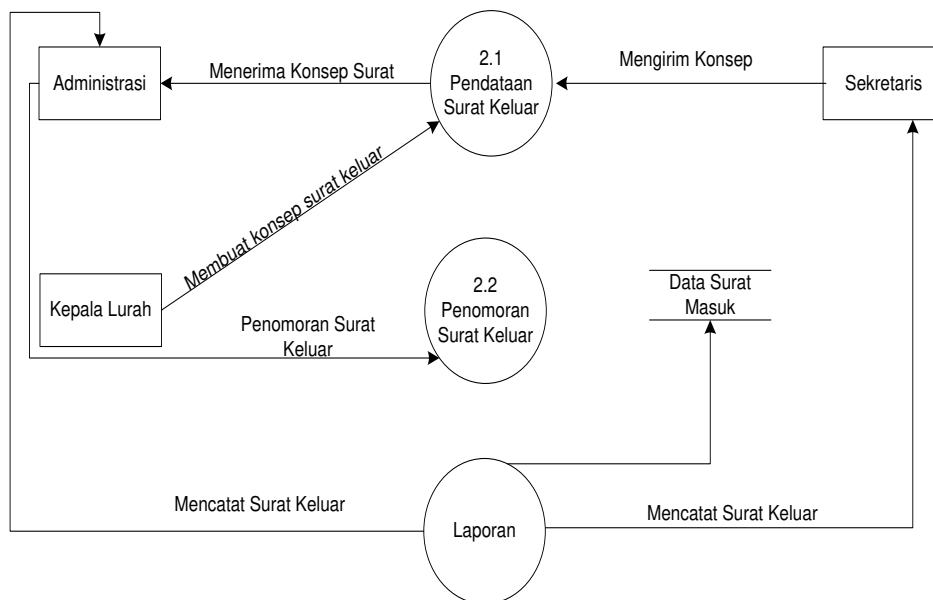 Administrasi
Menerima Konsep Surat
2.1
Pendataan
Surat Keluar
Mengirim Konsep
Sekretaris
Membuat konsep surat keluar
Kepala Lurah
Penomoran Surat
Keluar
2.2
Penomoran
Surat Keluar
Data Surat
Masuk
Mencatat Surat Keluar
Laporan
Mencatat Surat Keluar